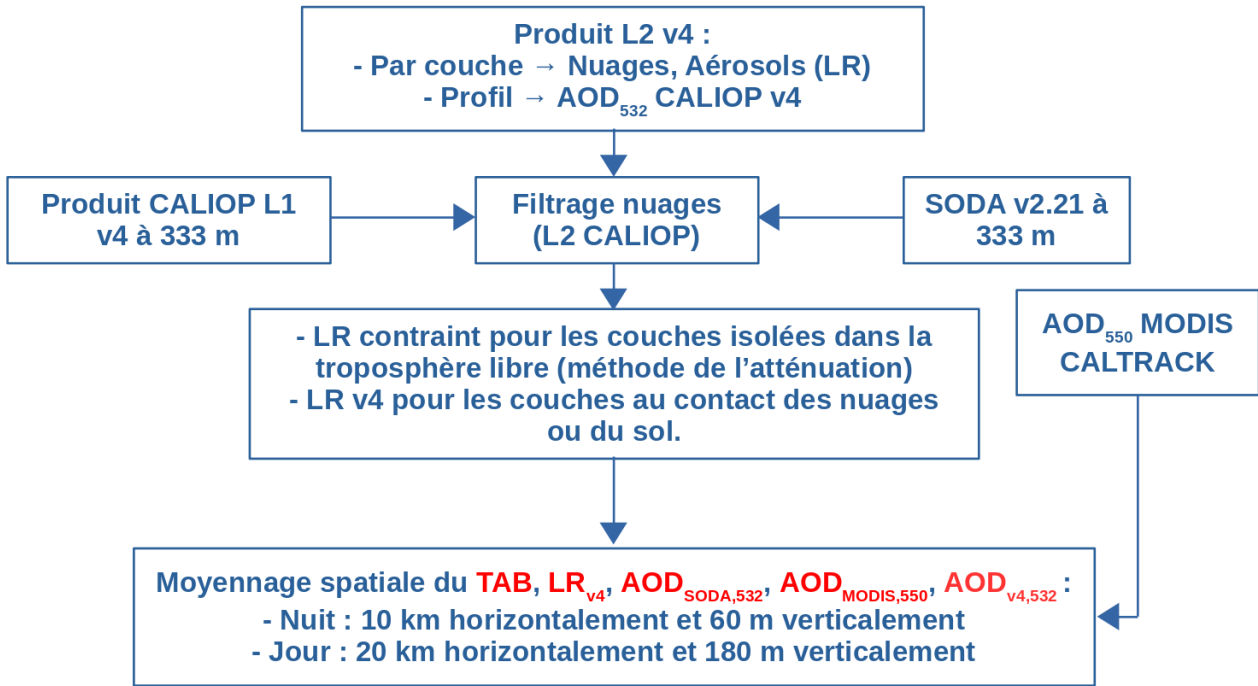 Produit L2 v4 :
- Par couche → Nuages, Aérosols (LR)
- Profil → AOD532 CALIOP v4
Produit CALIOP L1
v4 à 333 m
Filtrage nuages
(L2 CALIOP)
SODA v2.21 à
333 m
- LR contraint pour les couches isolées dans la
troposphère libre (méthode de l’atténuation)
- LR v4 pour les couches au contact des nuages
ou du sol.
AOD550 MODIS
CALTRACK
Moyennage spatiale du TAB, LRv4, AODSODA,532, AODMODIS,550, AODv4,532 :
- Nuit : 10 km horizontalement et 60 m verticalement
- Jour : 20 km horizontalement et 180 m verticalement